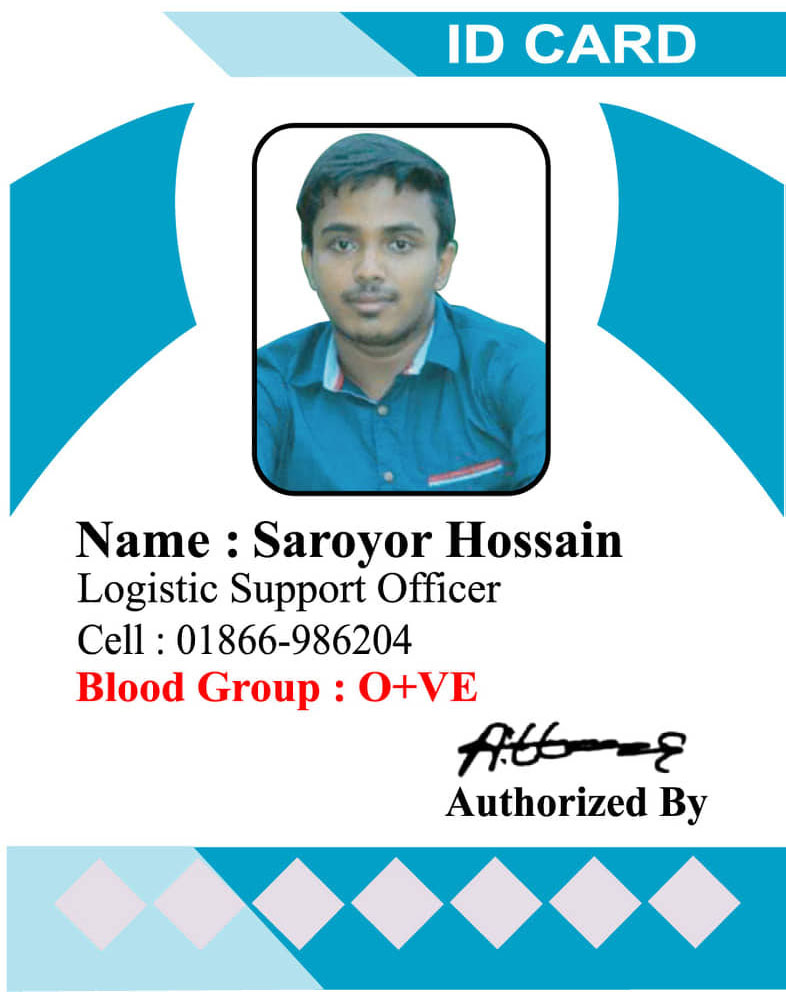 ID CARD
Name : Saroyor Hossain
Logistic Support Officer
Cell : 01866-986204
Blood Group : O+VE
Authorized By